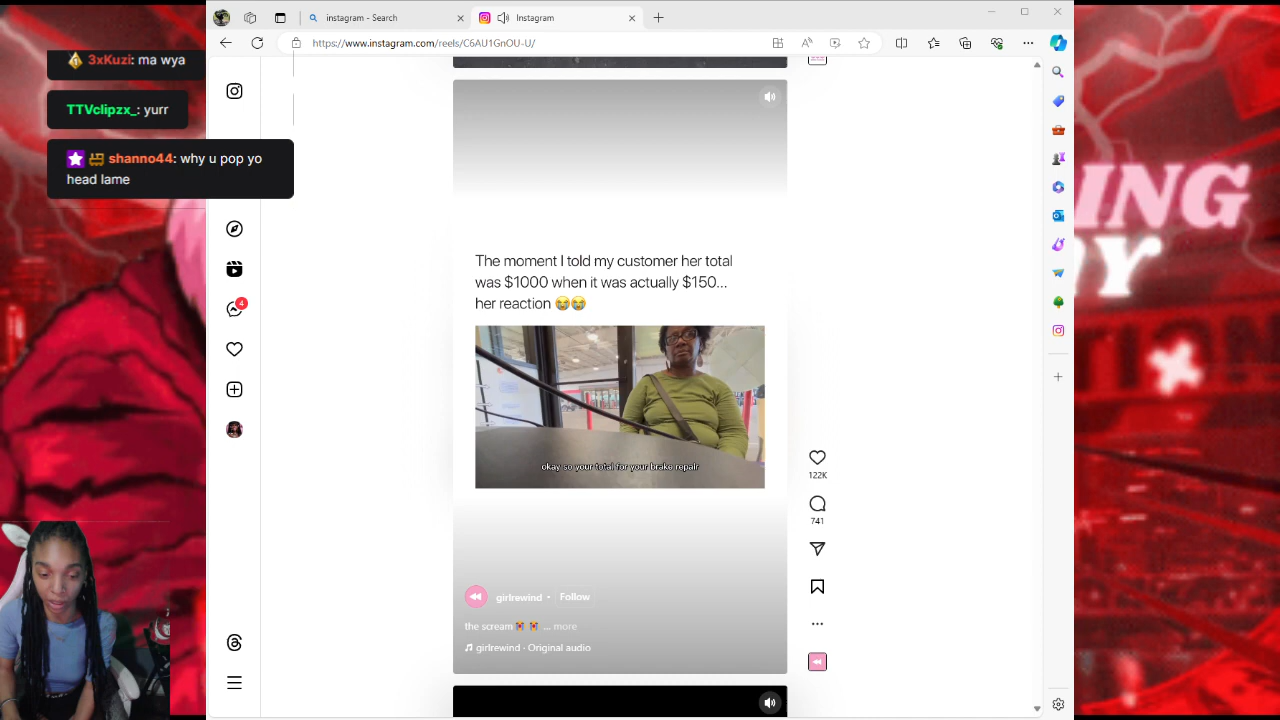 instagram - Search
Instagram
https://www.instagram.com/reels/C6AU1GnOU-U/
3xKuzi: ma wya
TTVclipzx_: yurr
shanno44: why u pop yo
head lame
4
The moment I told my customer her total
was $1000 when it was actually $150...
her reaction 😭😭
okay so your total for your brake repair
122K
741
girlrewind • Follow
the scream 😭 😭 ... more
girlrewind · Original audio
ING
Y